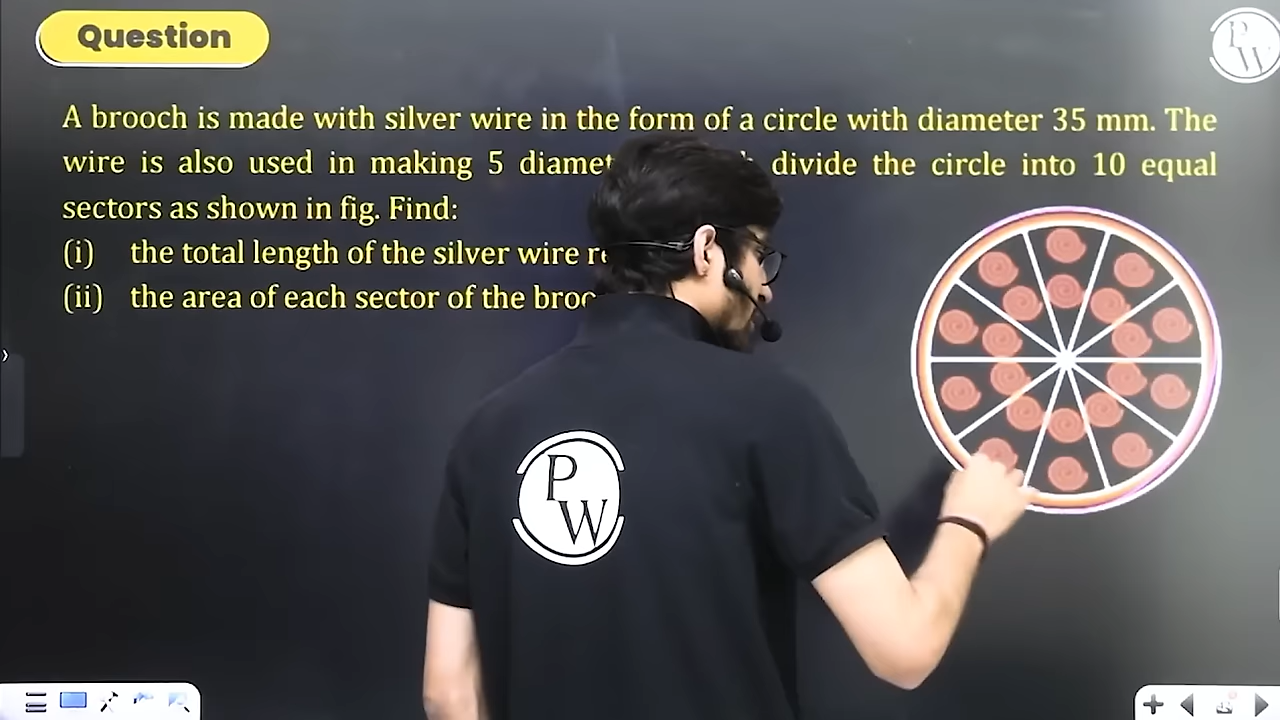 Question
A brooch is made with silver wire in the form of a circle with diameter 35 mm. The
wire is also used in making 5 divide the circle into 10 equal
sectors as shown in fig. Find:
(i) the total length of the silver wire
(ii) the area of each sector of the
P
W
P
W